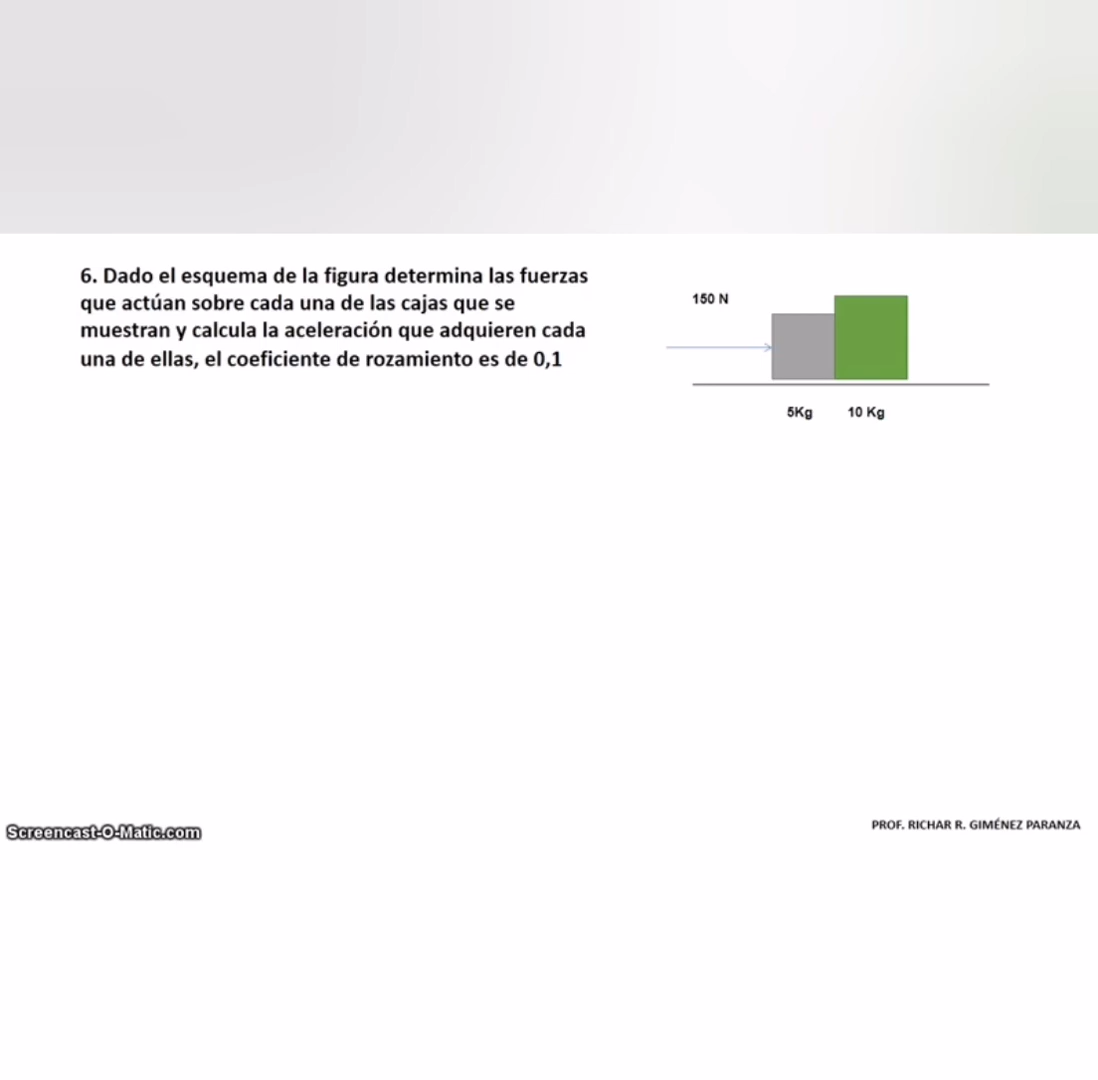 6. Dado el esquema de la figura determina las fuerzas
que actúan sobre cada una de las cajas que se
muestran y calcula la aceleración que adquieren cada
una de ellas, el coeficiente de rozamiento es de 0,1
150 N
5Kg
10 Kg
Screencast-O-Matic.com
PROF. RICHAR R. GIMÉNEZ PARANZA